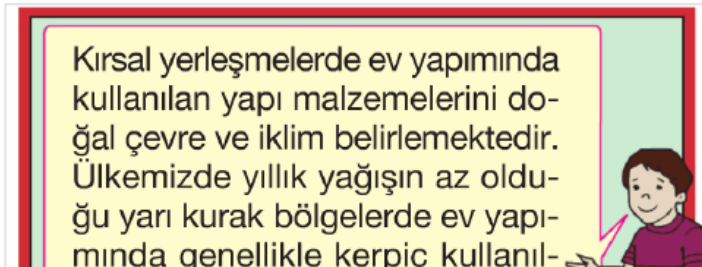 Kırsal yerleşmelerde ev yapımında
kullanılan yapı malzemelerini do-
ğal çevre ve iklim belirlemektedir.
Ülkemizde yıllık yağışın az oldu-
ğu yarı kurak bölgelerde ev yapı-
mında genellikle kerpiç kullanıl-